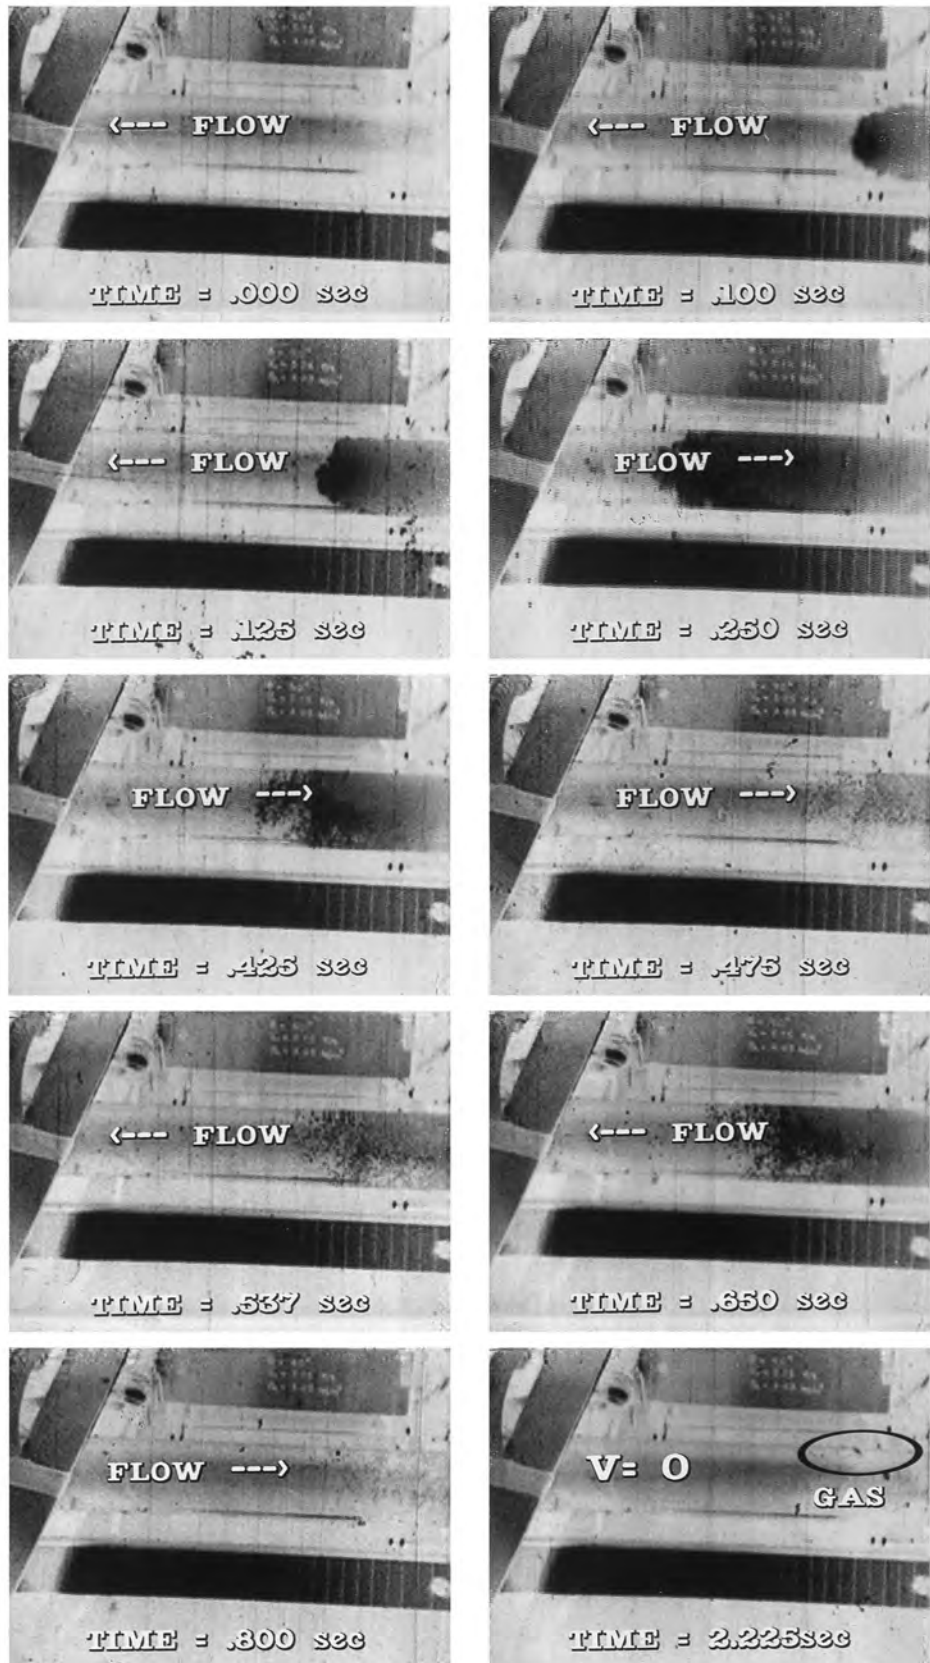 <--- FLOW
TIME = .000 sec
<--- FLOW
TIME = .100 sec
<--- FLOW
TIME = .125 sec
FLOW --->
TIME = .250 sec
FLOW --->
TIME = .425 sec
FLOW --->
TIME = .475 sec
<--- FLOW
TIME = .537 sec
<--- FLOW
TIME = .650 sec
FLOW --->
TIME = .800 sec
V= 0
GAS
TIME = 2.225sec